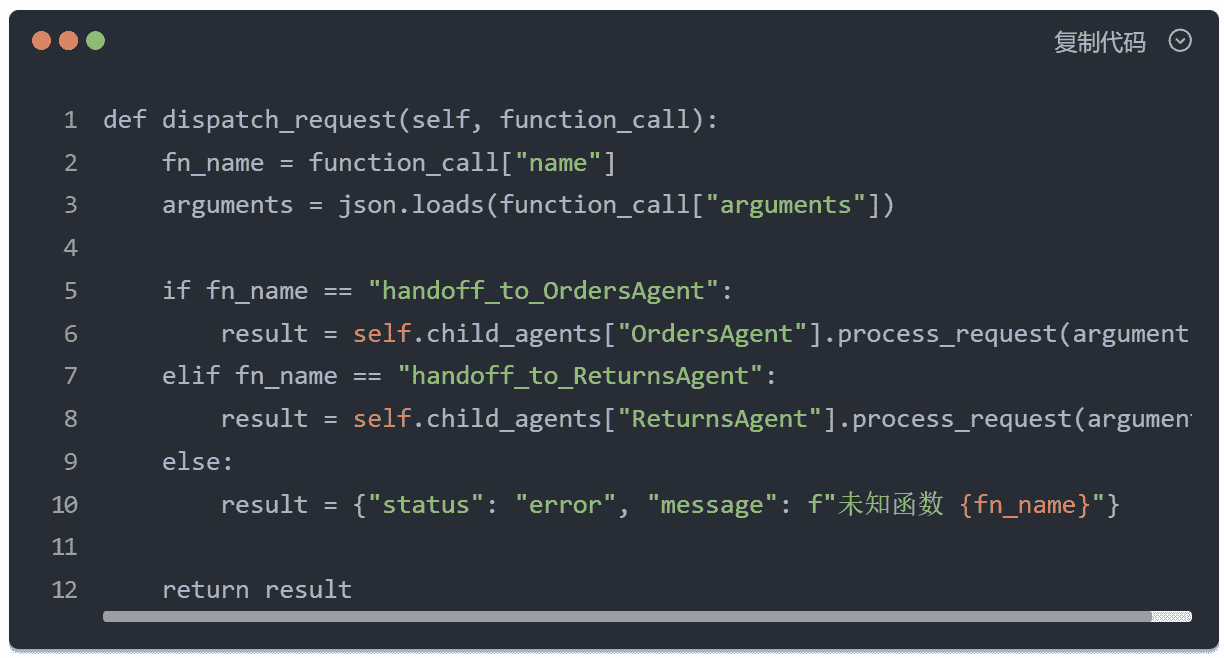 复制代码
1 def dispatch_request(self, function_call):
2     fn_name = function_call["name"]
3     arguments = json.loads(function_call["arguments"])
4
5     if fn_name == "handoff_to_OrdersAgent":
6         result = self.child_agents["OrdersAgent"].process_request(argument
7     elif fn_name == "handoff_to_ReturnsAgent":
8         result = self.child_agents["ReturnsAgent"].process_request(argument
9     else:
10         result = {"status": "error", "message": f"未知函数 {fn_name}"}
11
12     return result